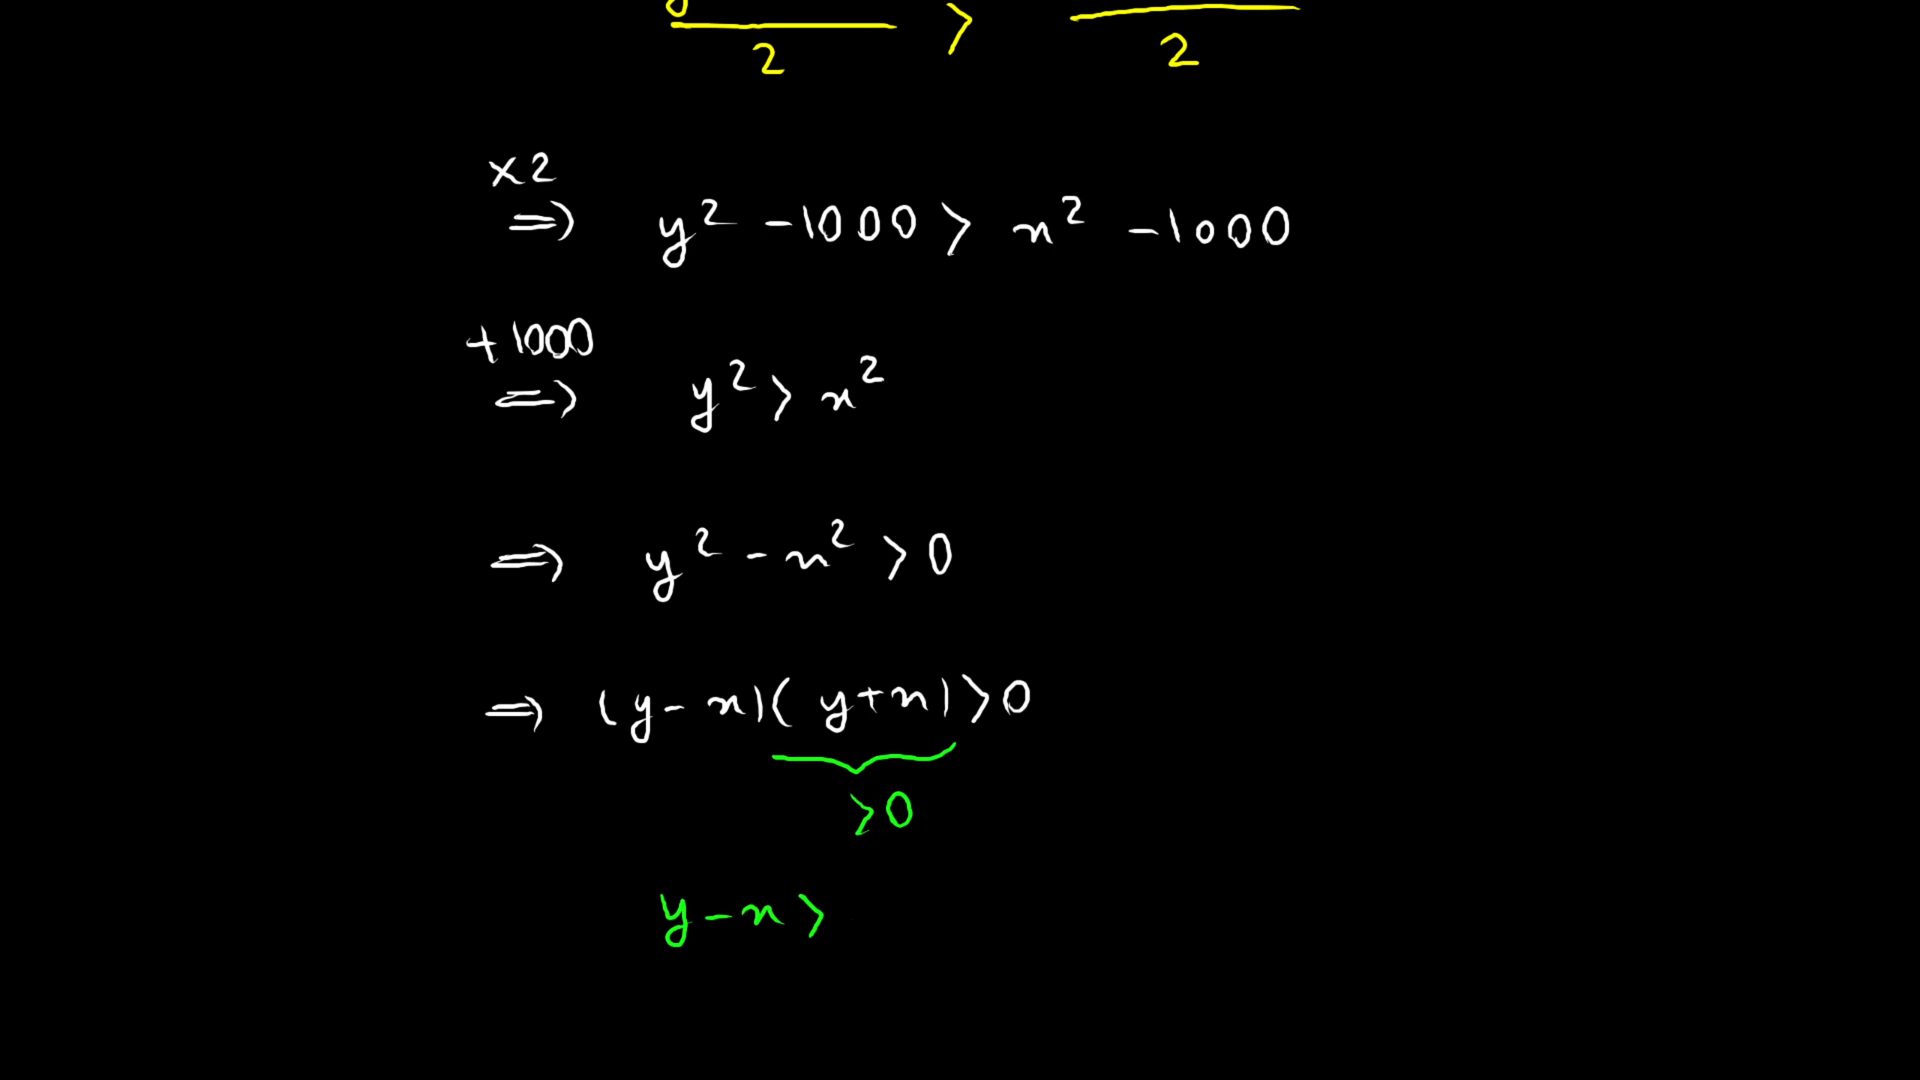 > 
2 2
×2
⇒ y² - 1000 > x² - 1000
+1000
⇒ y² > x²
⇒ y² - x² > 0
⇒ (y - x)(y + x) > 0
> 0
y - x >